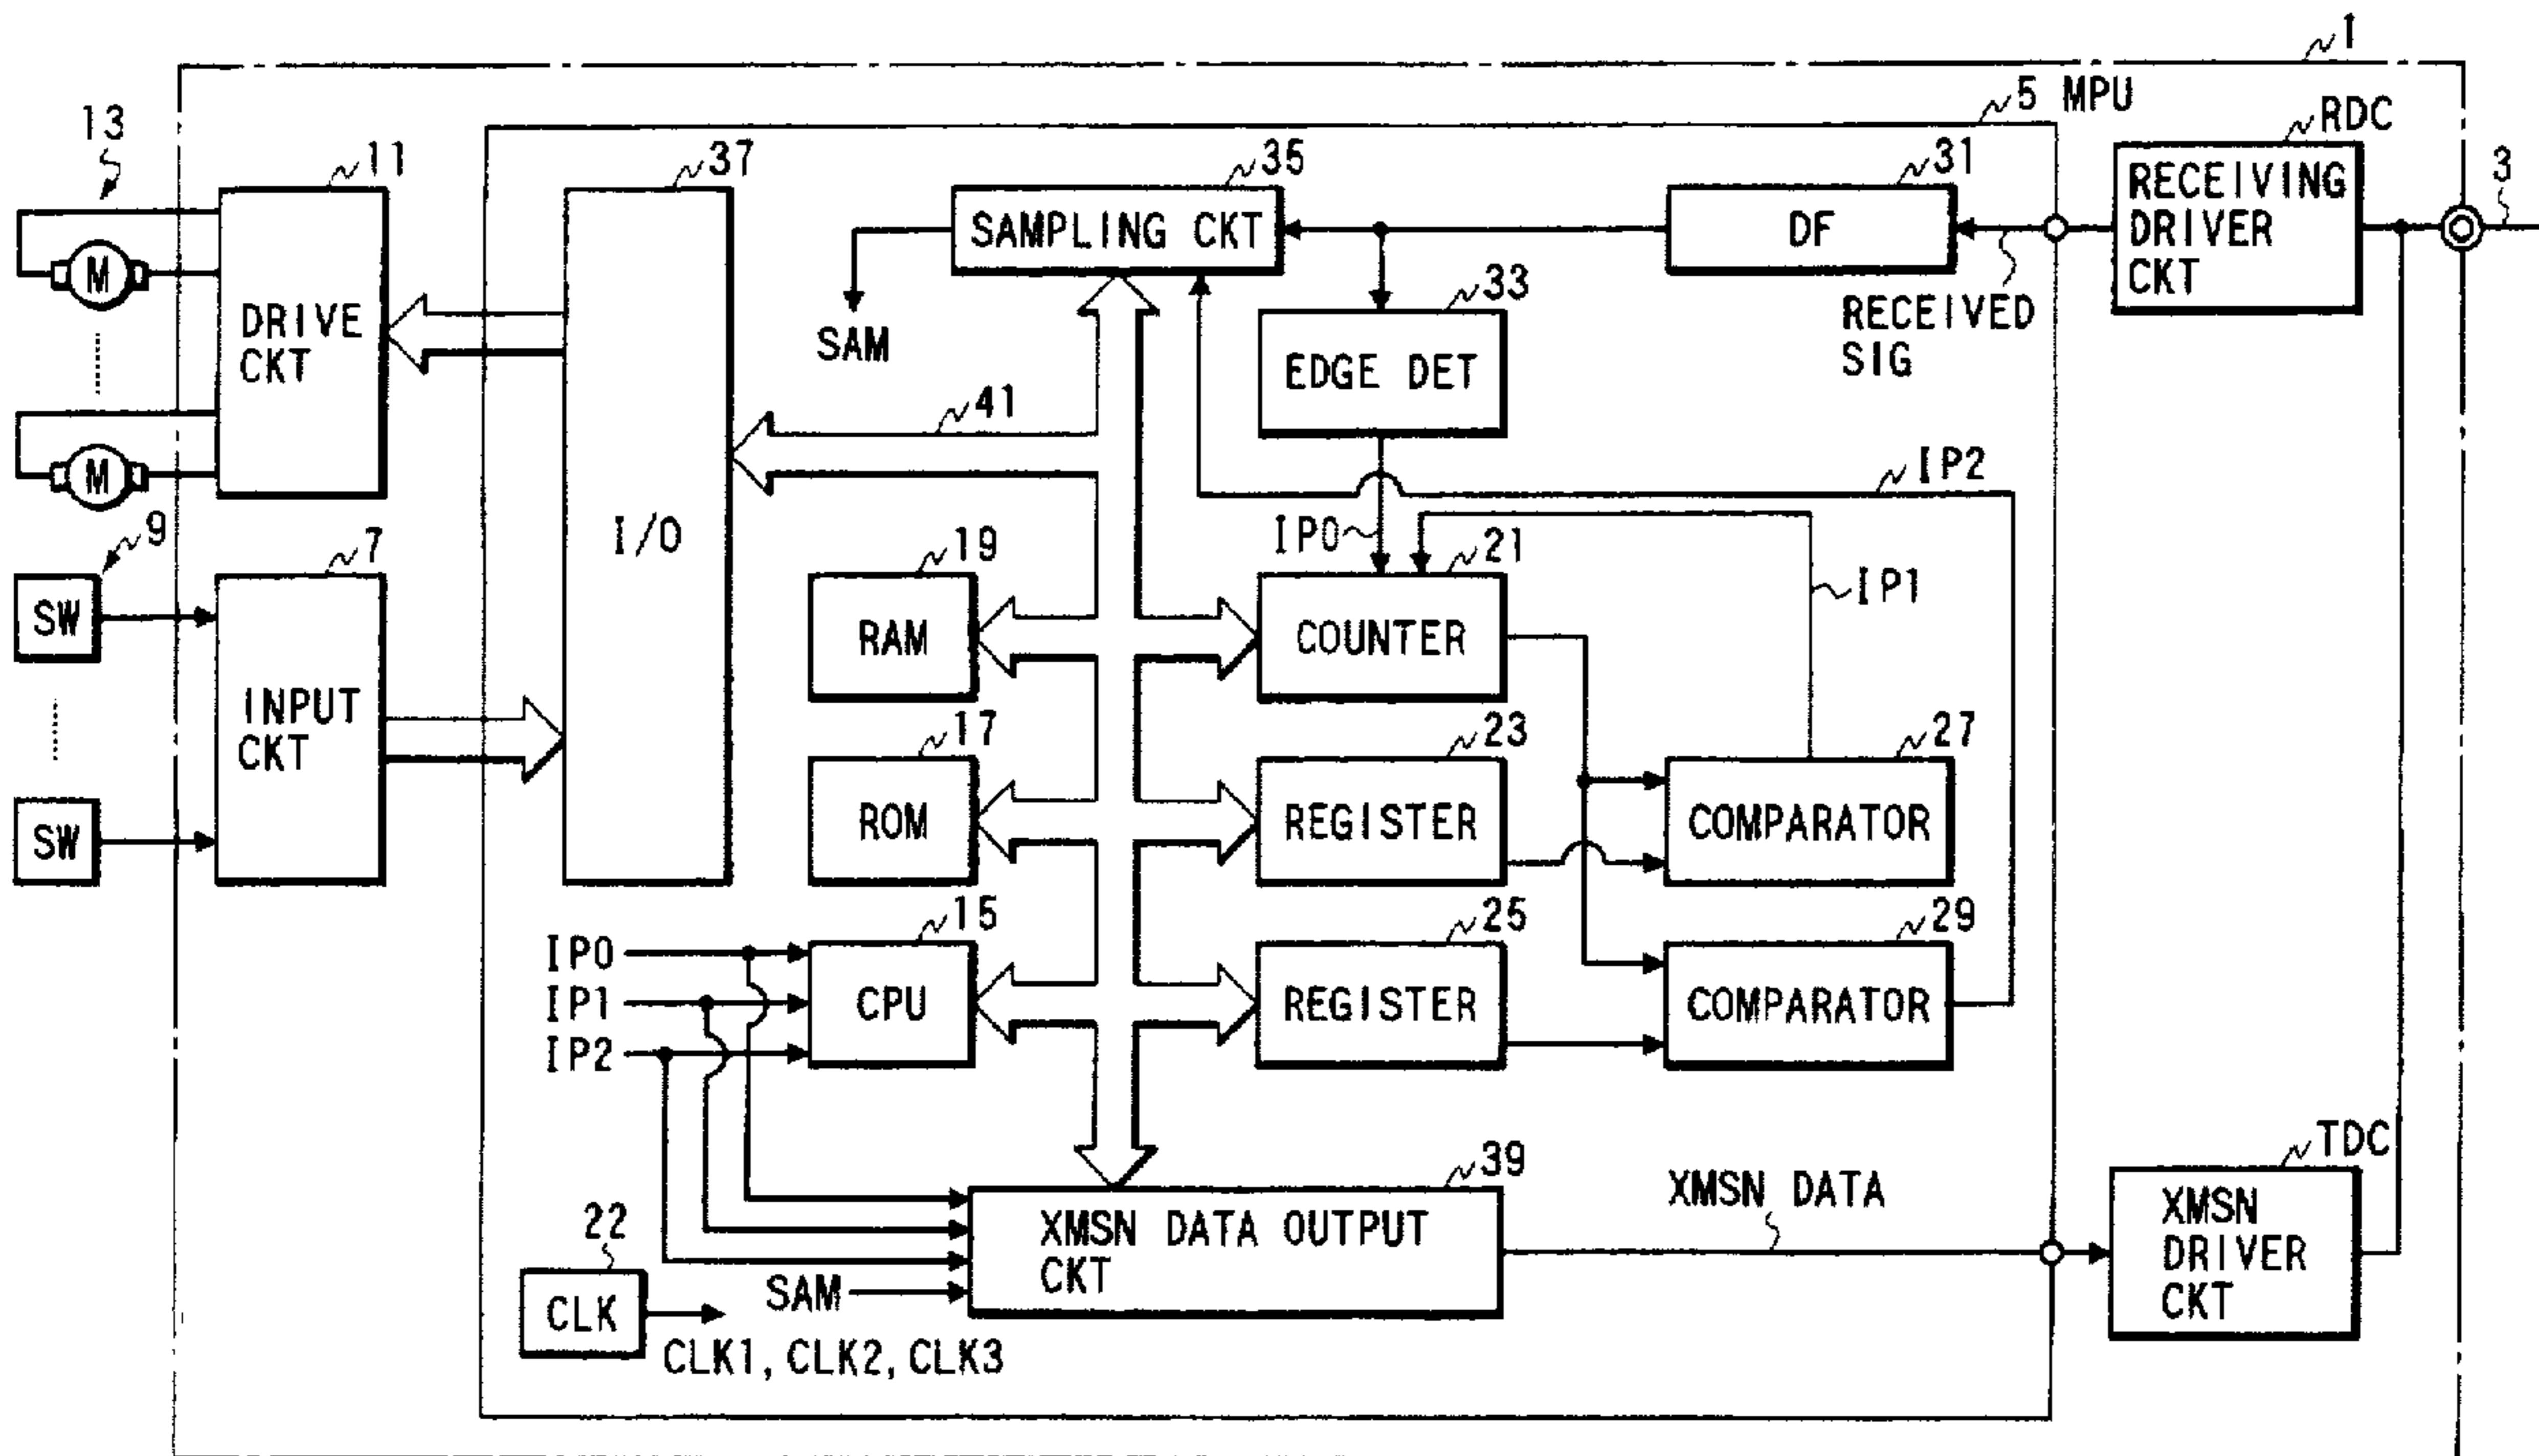 1
5 MPU
RDC
13
11
37
35
31
3
RECEIVING
DRIVER
CKT
SAMPLING CKT
DF
M
DRIVE
CKT
SAM
33
RECEIVED
SIG
EDGE DET
41
M
IP2
9
7
I/O
19
IP0
21
IP1
SW
RAM
COUNTER
INPUT
CKT
17
23
27
SW
ROM
REGISTER
COMPARATOR
15
25
29
IP0
IP1
IP2
CPU
REGISTER
COMPARATOR
39
XMSN DATA
TDC
22
XMSN DATA OUTPUT
CKT
XMSN
DRIVER
CKT
SAM
CLK
CLK1, CLK2, CLK3